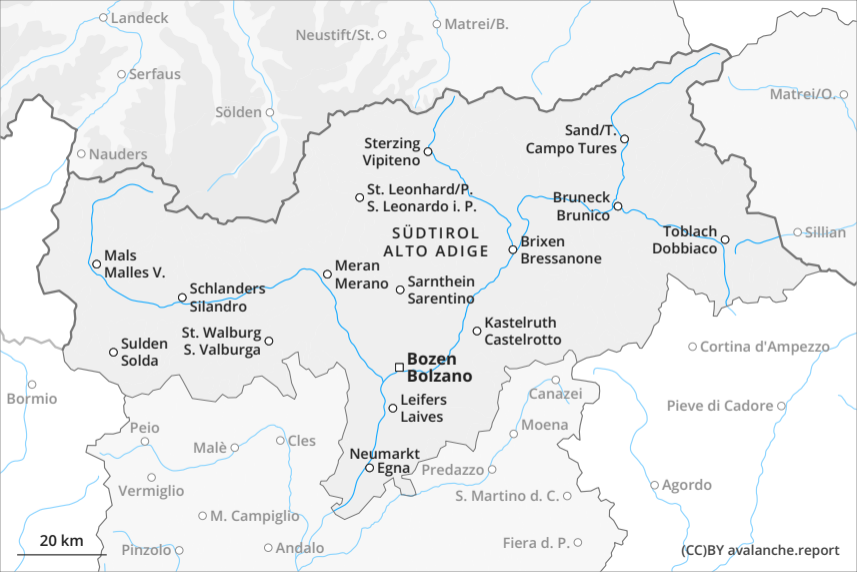 Landeck
Matrei/B.
Neustift/St.
Serfaus
Matrei/O.
Sölden
Sand/T.
Campo Tures
Sterzing
Vipiteno
Nauders
St. Leonhard/P.
S. Leonardo i. P.
Bruneck
Brunico
SÜDTIROL
ALTO ADIGE
Toblach
Dobbiaco
Sillian
Brixen
Bressanone
Mals
Malles V.
Meran
Merano
Sarnthein
Sarentino
Schlanders
Silandro
Kastelruth
Castelrotto
St. Walburg
S. Valburga
Sulden
Solda
Cortina d'Ampezzo
Bozen
Bolzano
Bormio
Canazei
Leifers
Laives
Pieve di Cadore
Peio
Moena
Malè
Cles
Neumarkt
Egna
Predazzo
Vermiglio
Agordo
S. Martino d. C.
M. Campiglio
20 km
Pinzolo
Andalo
Fiera d. P.
(CC)BY avalanche.report